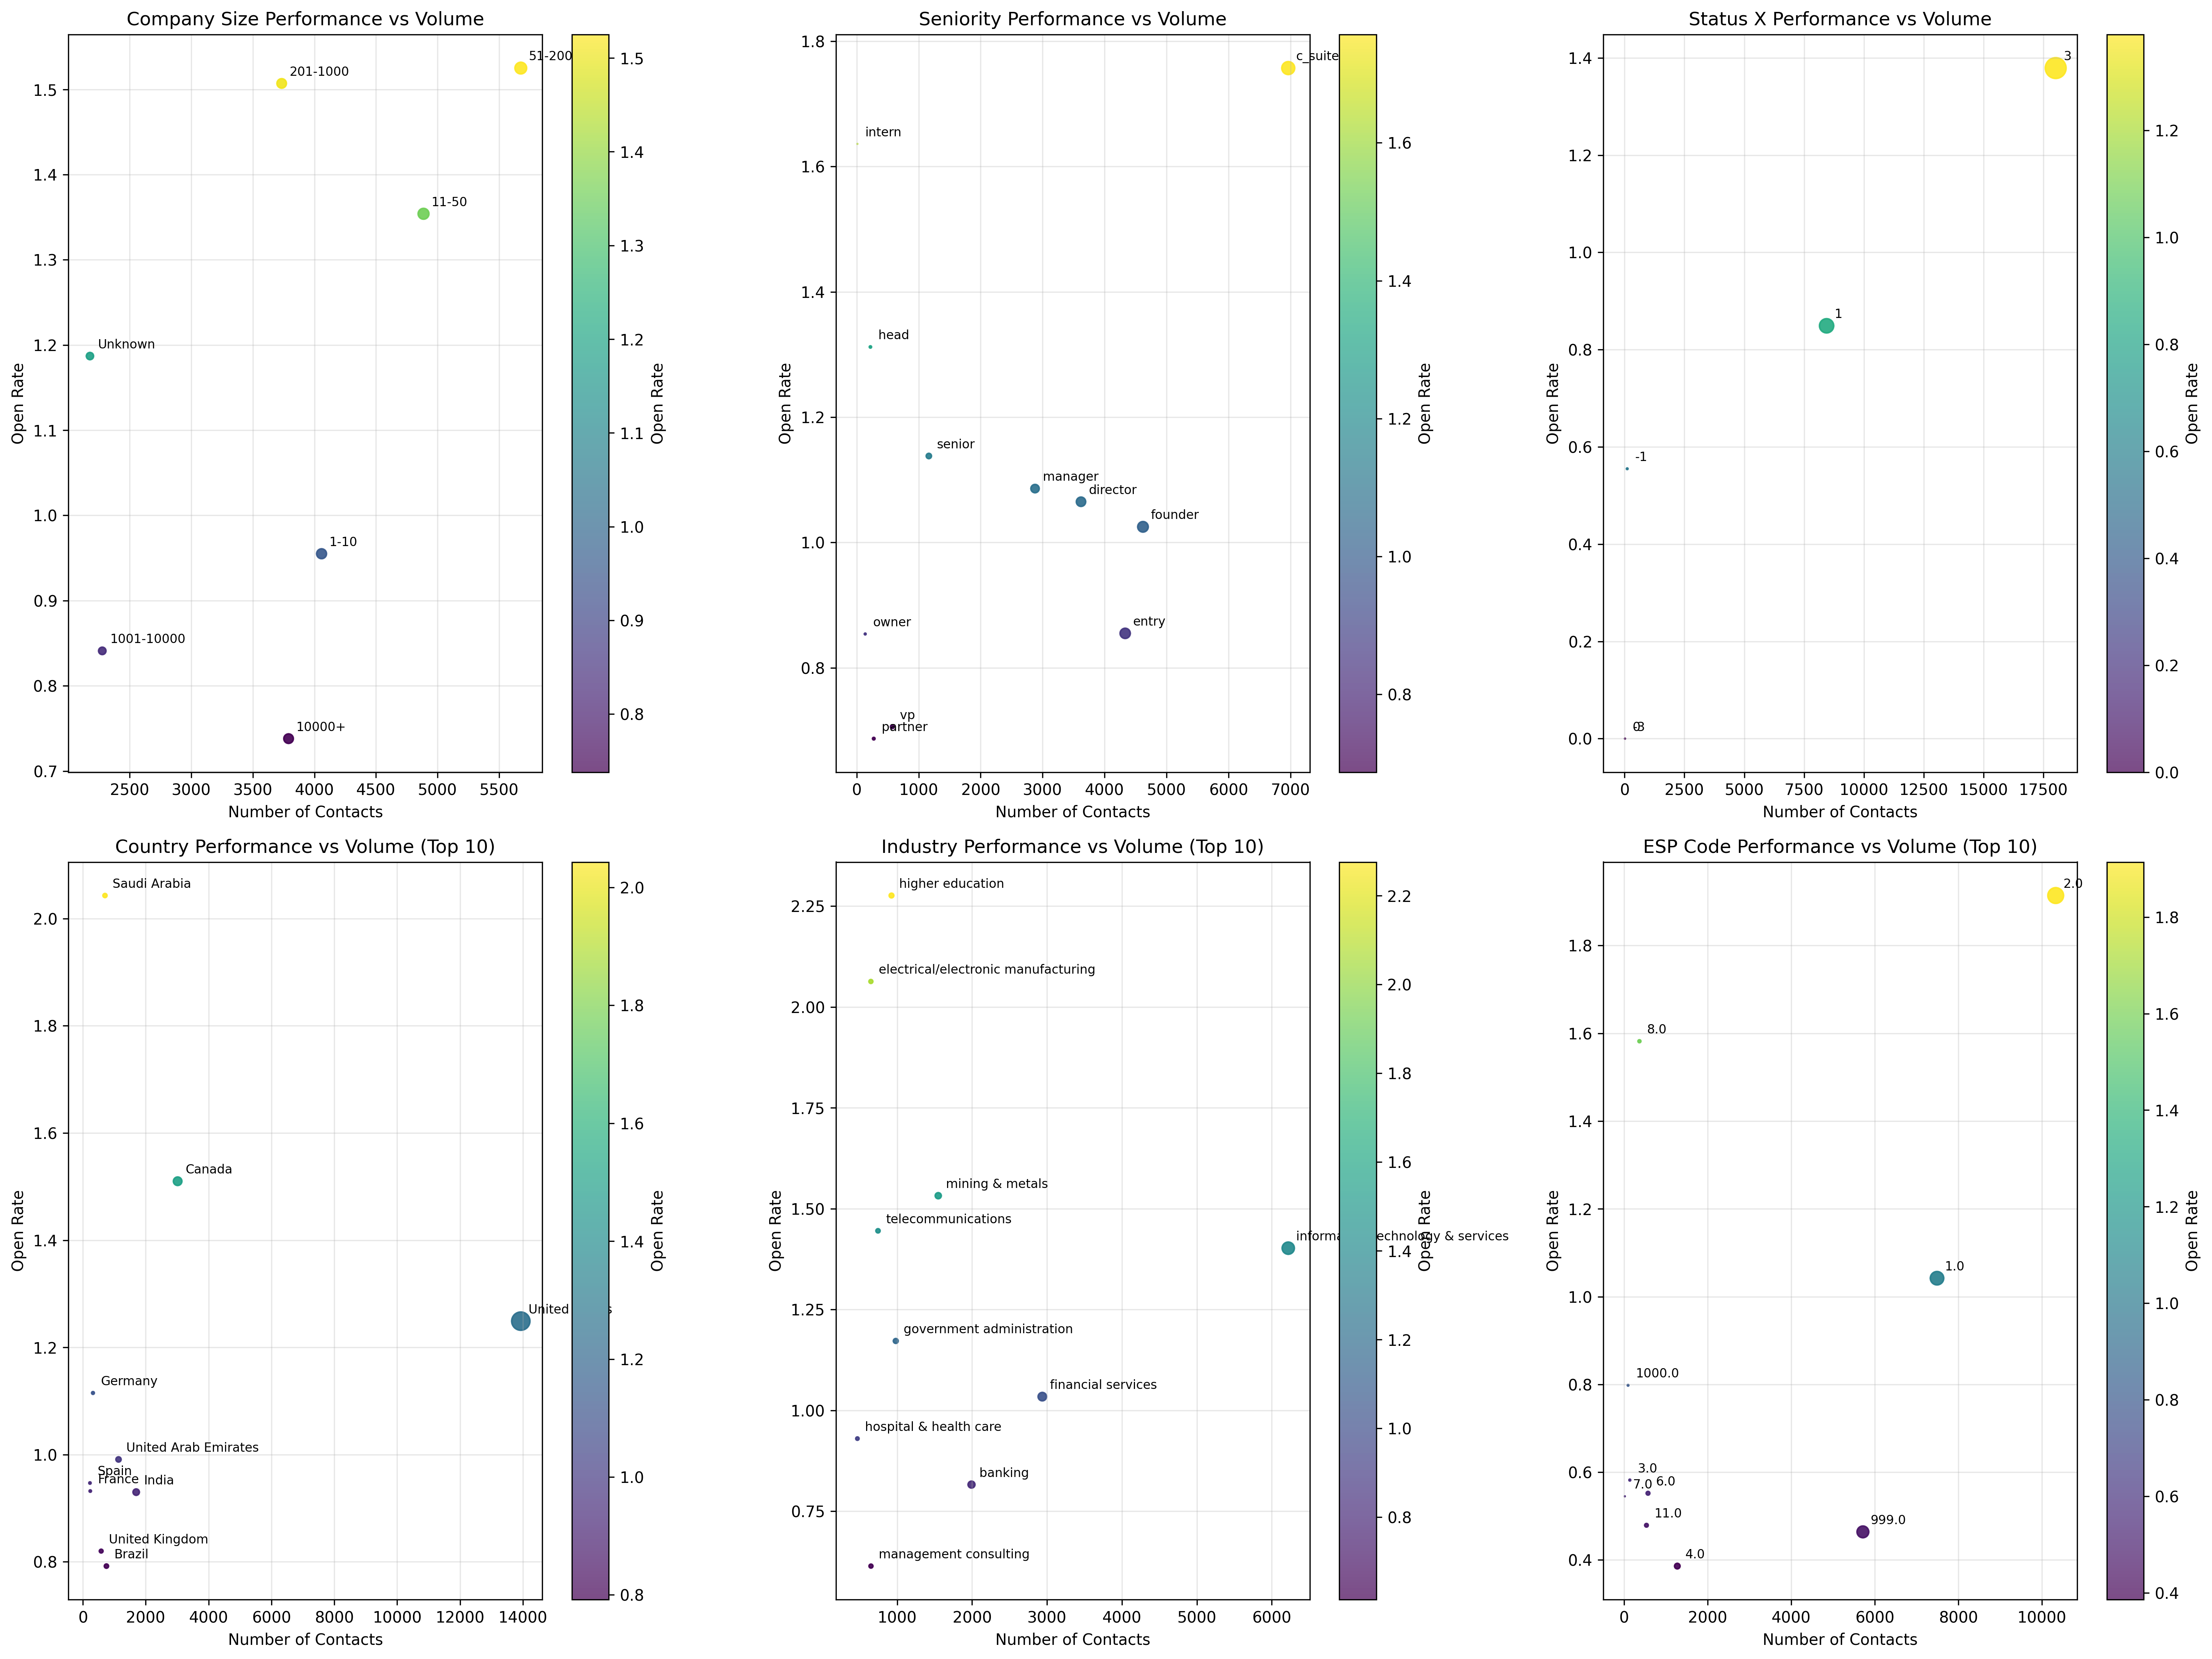 Company Size Performance vs Volume
51-200
201-1000
11-50
Unknown
1-10
1001-10000
10000+
1.5
1.4
1.3
1.2
1.1
1.0
0.9
0.8
0.7
2500 3000 3500 4000 4500 5000 5500
Number of Contacts
Open Rate
1.5
1.4
1.3
1.2
1.1
1.0
0.9
0.8
Open Rate
Seniority Performance vs Volume
c_suite
intern
head
senior
manager
director
founder
owner
entry
vp
partner
1.8
1.6
1.4
1.2
1.0
0.8
0 1000 2000 3000 4000 5000 6000 7000
Number of Contacts
Open Rate
1.6
1.4
1.2
1.0
0.8
Open Rate
Status X Performance vs Volume
3
1
-1
1.4
1.2
1.0
0.8
0.6
0.4
0.2
0.0
0 2500 5000 7500 10000 12500 15000 17500
Number of Contacts
Open Rate
1.2
1.0
0.8
0.6
0.4
0.2
0.0
Open Rate
Country Performance vs Volume (Top 10)
Saudi Arabia
Canada
United
Germany
United Arab Emirates
Spain
France
India
United Kingdom
Brazil
2.0
1.8
1.6
1.4
1.2
1.0
0.8
0 2000 4000 6000 8000 10000 12000 14000
Number of Contacts
Open Rate
2.0
1.8
1.6
1.4
1.2
1.0
0.8
Open Rate
Industry Performance vs Volume (Top 10)
higher education
electrical/electronic manufacturing
mining & metals
telecommunications
technology & services
government administration
financial services
hospital & health care
banking
management consulting
2.25
2.00
1.75
1.50
1.25
1.00
0.75
1000 2000 3000 4000 5000 6000
Number of Contacts
Open Rate
2.2
2.0
1.8
1.6
1.4
1.2
1.0
0.8
Open Rate
ESP Code Performance vs Volume (Top 10)
2.0
8.0
1.0
1000.0
3.0
7.0
6.0
11.0
999.0
4.0
1.8
1.6
1.4
1.2
1.0
0.8
0.6
0.4
0 2000 4000 6000 8000 10000
Number of Contacts
Open Rate
1.8
1.6
1.4
1.2
1.0
0.8
0.6
0.4
Open Rate